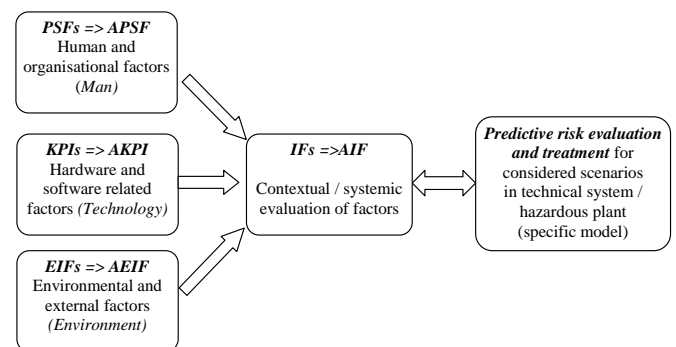 PSFs => APSF
Human and
organisational factors
(Man)
KPIs => AKPI
Hardware and
software related
factors (Technology)
EIFs => AEIF
Environmental and
external factors
(Environment)
IFs =>AIF
Contextual / systemic
evaluation of factors
Predictive risk evaluation
and treatment for
considered scenarios
in technical system /
hazardous plant
(specific model)